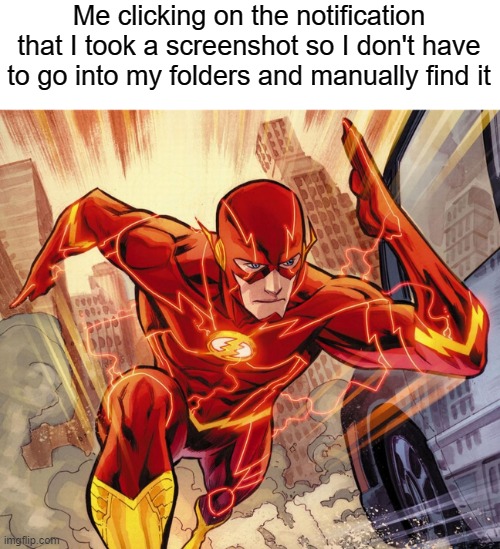 Me clicking on the notification
that I took a screenshot so I don't have
to go into my folders and manually find it
imgflip.com